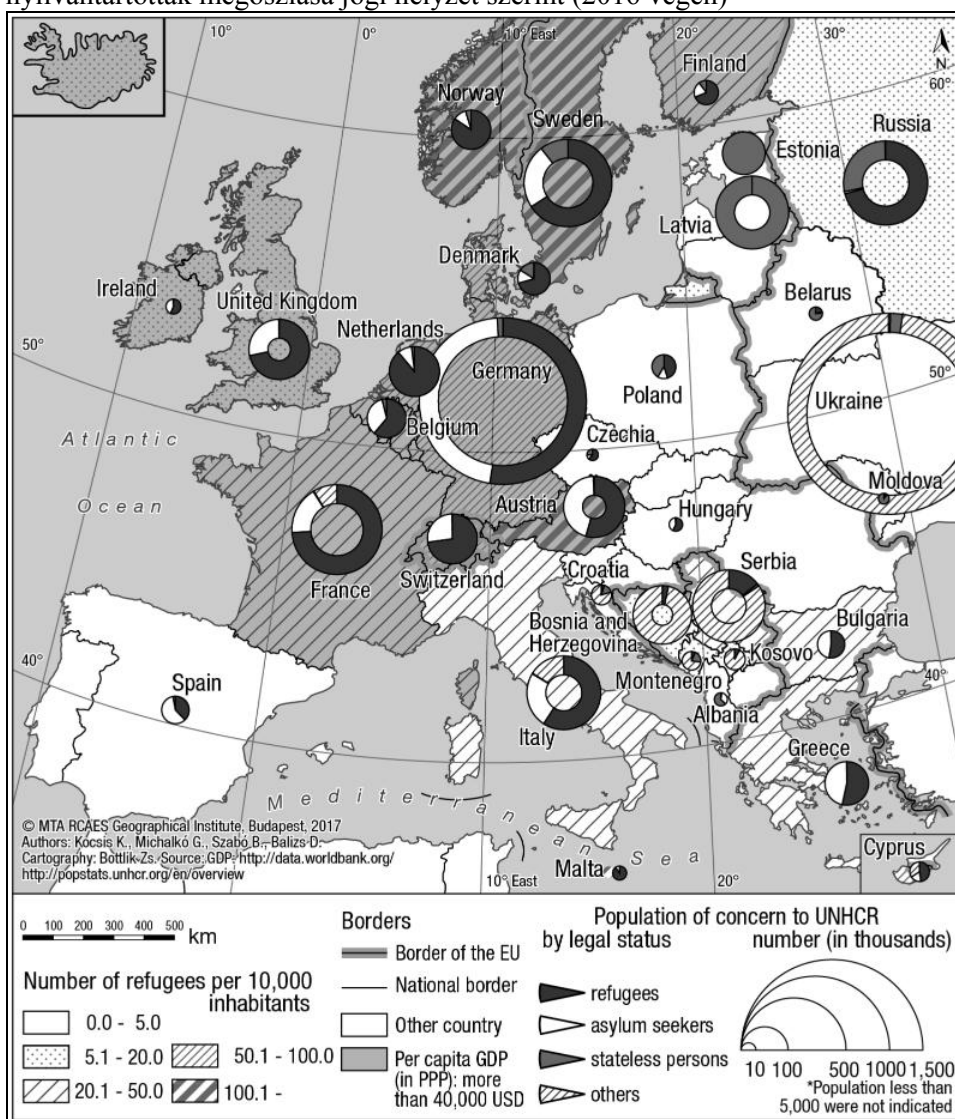 nyilvántartottak megoszlása jogi helyzet szerint (2016 végén)
10°
0°
10° East
20°
30°
N
60°
Finland
Norway
Sweden
Russia
Estonia
Latvia
Denmark
Ireland
United Kingdom
Belarus
Netherlands
50°
Germany
Poland
50°
Ukraine
Belgium
Atlantic
Ocean
Czechia
Moldova
Austria
Hungary
France
Switzerland
Croatia
Serbia
Bosnia and
Herzegovina
Bulgaria
Kosovo
Montenegro
40°
40°
Spain
Albania
Italy
Greece
Mediterranean Sea
© MTA RCAES Geographical Institute, Budapest, 2017
Authors: Kocsis K., Michalkó G., Szabó B., Balizs D.
Cartography: Bottlik Zs. Source: GDP: http://data.worldbank.org/
http://popstats.unhcr.org/en/overview
10° East
Malta
20°
Cyprus
0 100 200 300 400 500 km
Number of refugees per 10,000
inhabitants
0.0 - 5.0
5.1 - 20.0
20.1 - 50.0
50.1 - 100.0
100.1 -
Borders
Border of the EU
National border
Other country
Per capita GDP
(in PPP): more
than 40,000 USD
Population of concern to UNHCR
by legal status
number (in thousands)
refugees
asylum seekers
stateless persons
others
10 100 500 1000 1,500
*Population less than
5,000 were not indicated